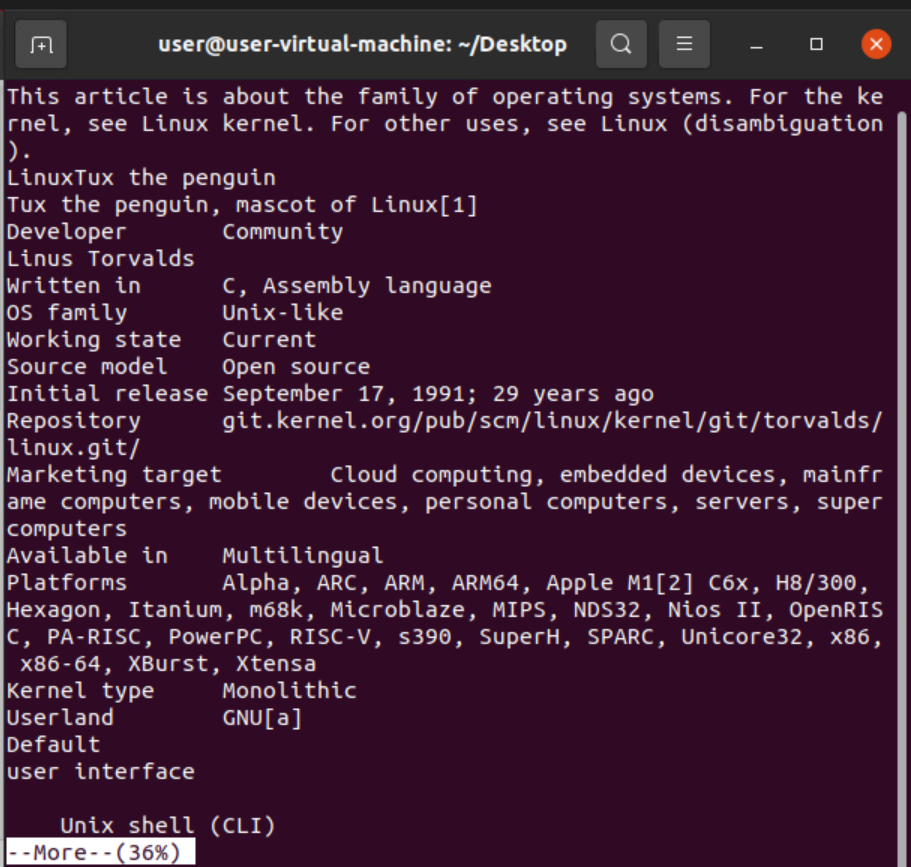 user@user-virtual-machine: ~/Desktop
This article is about the family of operating systems. For the ke
rnel, see Linux kernel. For other uses, see Linux (disambiguation
).
LinuxTux the penguin
Tux the penguin, mascot of Linux[1]
Developer       Community
Linus Torvalds
Written in      C, Assembly language
OS family       Unix-like
Working state   Current
Source model    Open source
Initial release September 17, 1991; 29 years ago
Repository      git.kernel.org/pub/scm/linux/kernel/git/torvalds/
linux.git/
Marketing target        Cloud computing, embedded devices, mainfr
ame computers, mobile devices, personal computers, servers, super
computers
Available in    Multilingual
Platforms       Alpha, ARC, ARM, ARM64, Apple M1[2] C6x, H8/300,
Hexagon, Itanium, m68k, Microblaze, MIPS, NDS32, Nios II, OpenRIS
C, PA-RISC, PowerPC, RISC-V, s390, SuperH, SPARC, Unicore32, x86,
 x86-64, XBurst, Xtensa
Kernel type     Monolithic
Userland        GNU[a]
Default
user interface

    Unix shell (CLI)
--More--(36%)